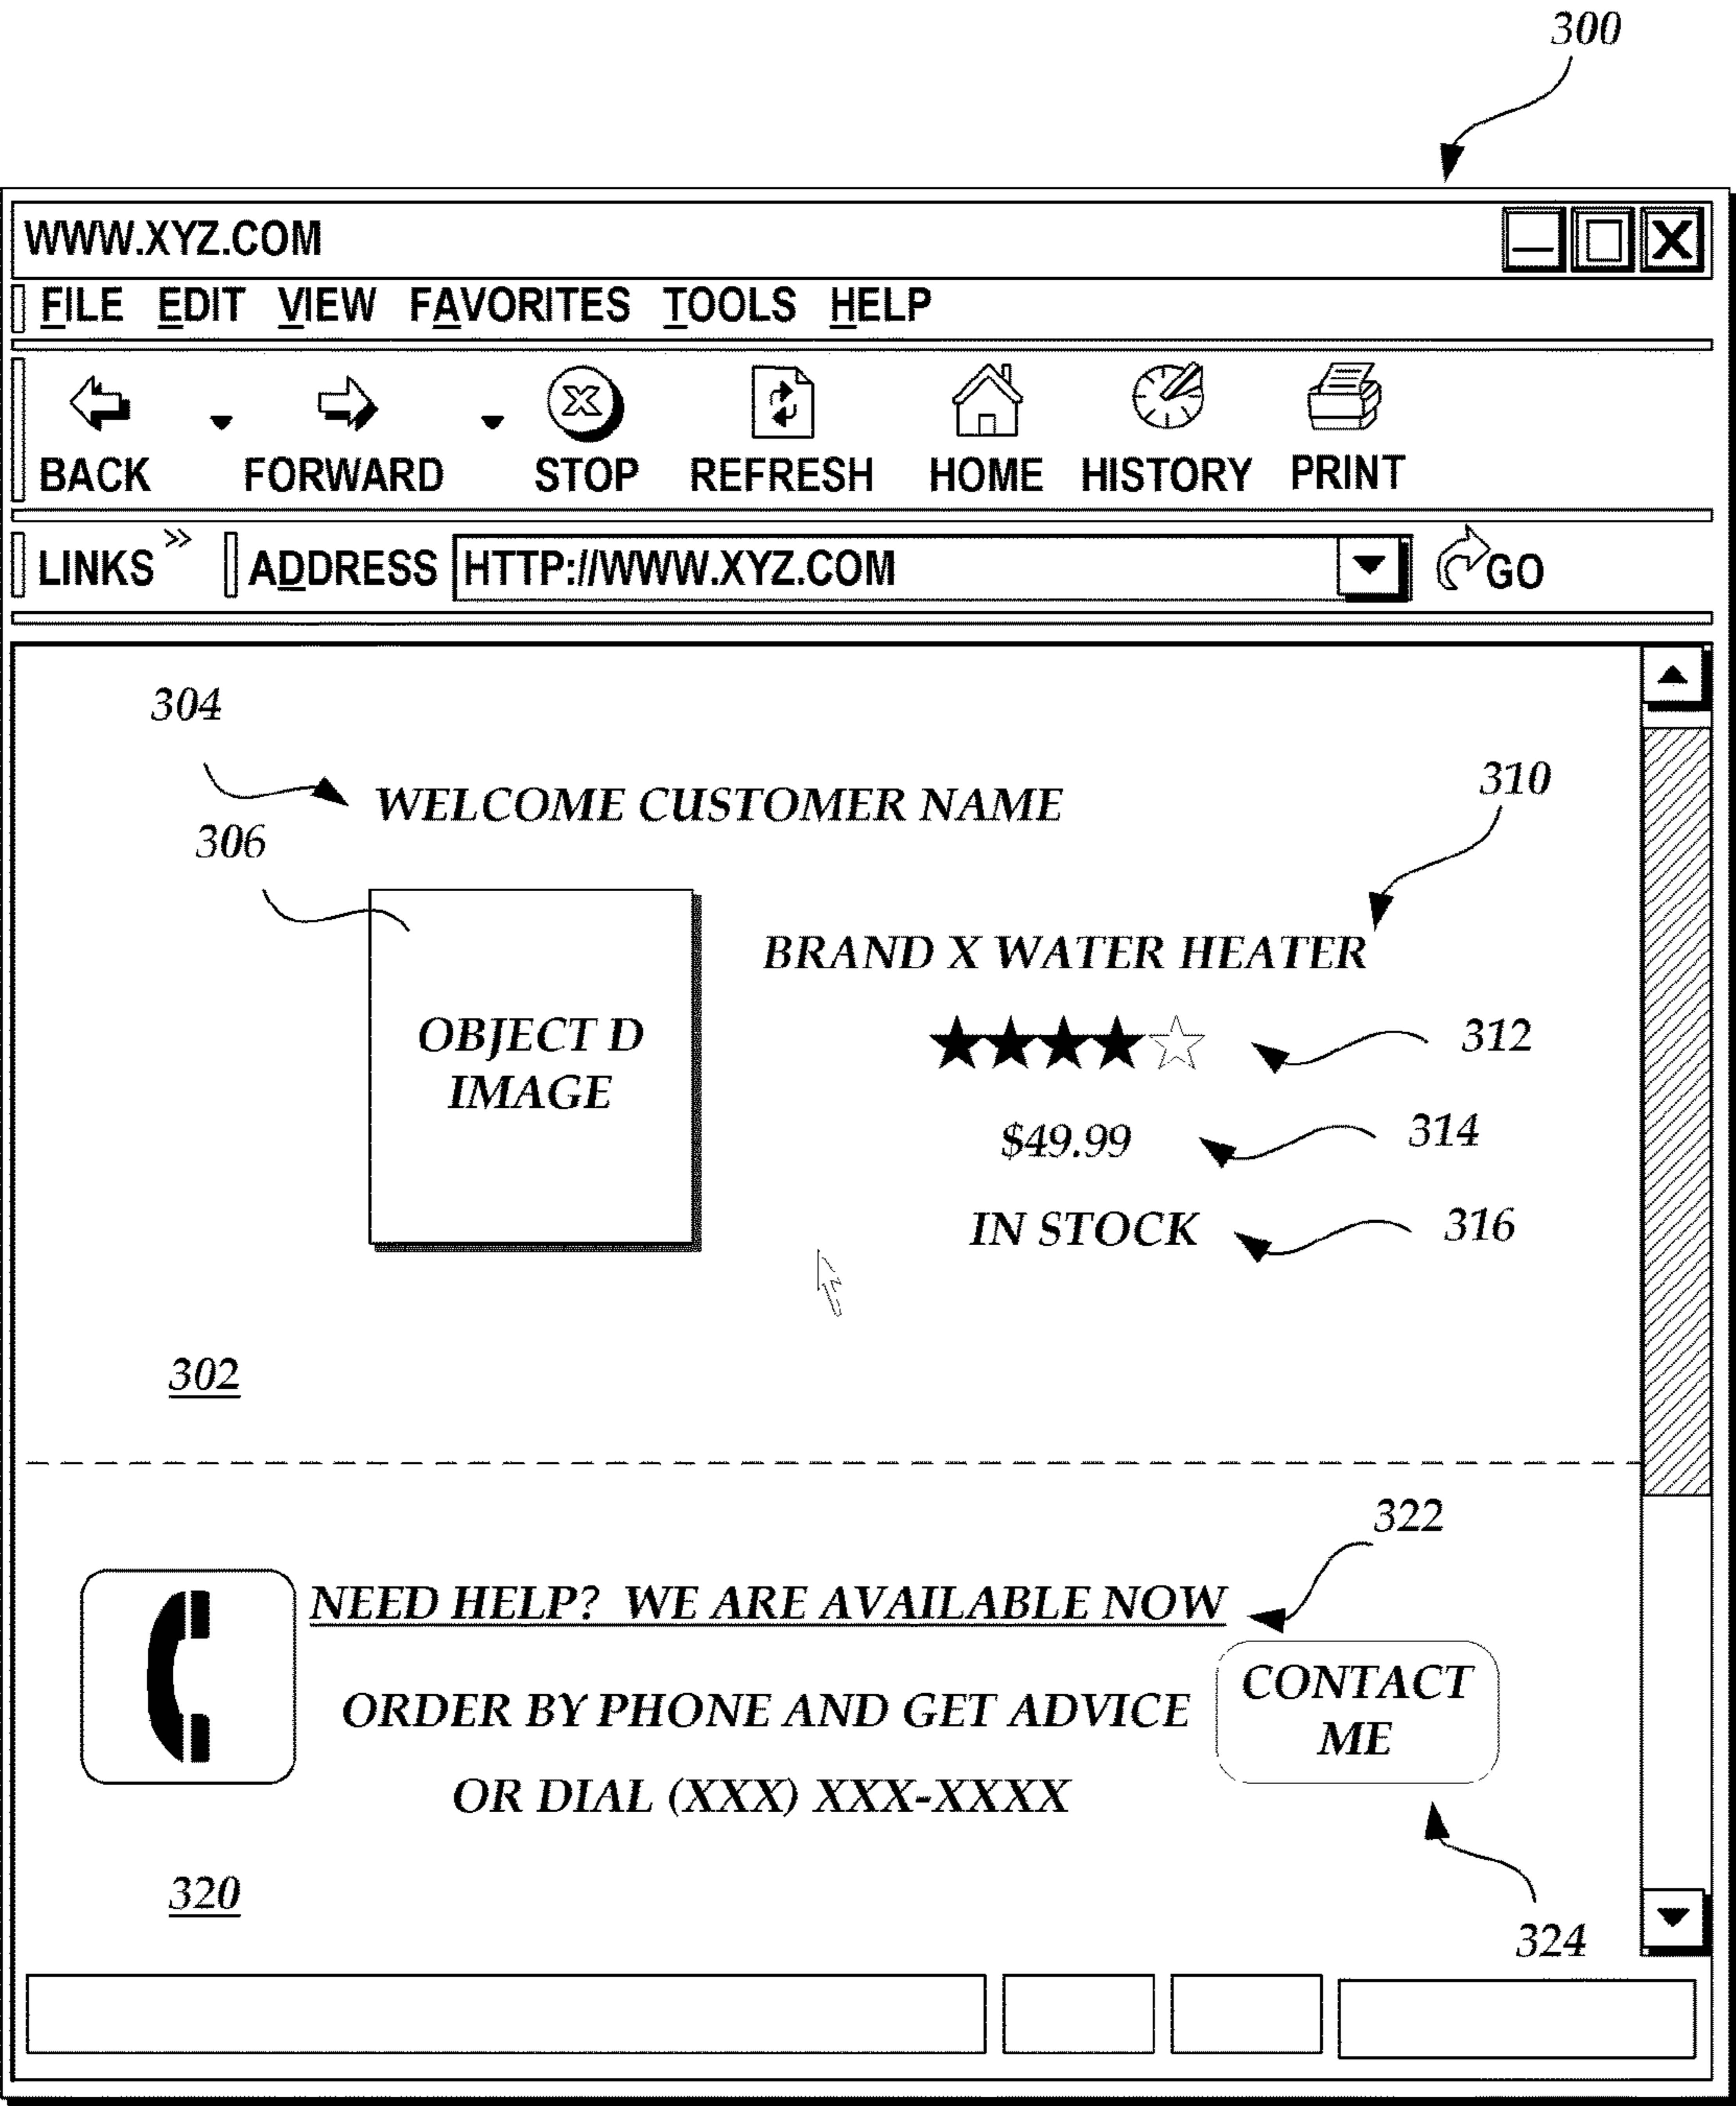 300
WWW.XYZ.COM
FILE EDIT VIEW FAVORITES TOOLS HELP
BACK FORWARD STOP REFRESH HOME HISTORY PRINT
LINKS » ADDRESS HTTP://WWW.XYZ.COM GO
304
WELCOME CUSTOMER NAME
310
306
BRAND X WATER HEATER
OBJECT D
IMAGE
312
$49.99 314
IN STOCK 316
302
322
NEED HELP? WE ARE AVAILABLE NOW
ORDER BY PHONE AND GET ADVICE
CONTACT
ME
OR DIAL (XXX) XXX-XXXX
320
324